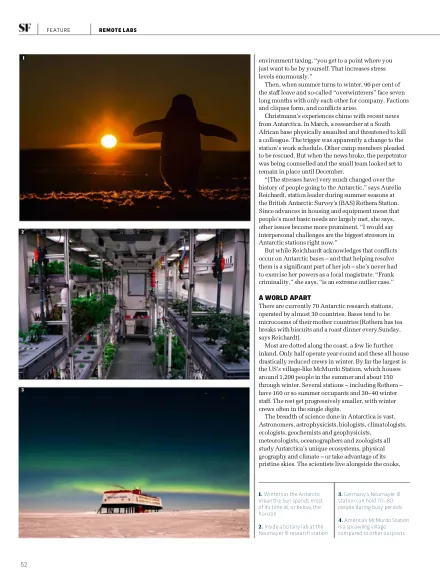 SF
FEATURE
REMOTE LABS
1
2
3
environment taxing, "you get to a point where you
just want to be by yourself. That increases stress
levels enormously."
Then, when summer turns to winter, 90 per cent of
the staff leave and so-called "overwinterers" face seven
long months with only each other for company. Factions
and cliques form, and conflicts arise.
Christmann's experiences chime with recent news
from Antarctica. In March, a researcher at a South
African base physically assaulted and threatened to kill
a colleague. The trigger was apparently a change to the
station's work schedule. Other camp members pleaded
to be rescued. But when the news broke, the perpetrator
was being counselled and the small team looked set to
remain in place until December.
"[The stresses have] very much changed over the
history of people going to the Antarctic," says Aurelia
Reichardt, station leader during summer seasons at
the British Antarctic Survey's (BAS) Rothera Station.
Since advances in housing and equipment mean that
people's most basic needs are largely met, she says,
other issues become more prominent. "I would say
interpersonal challenges are the biggest stressors in
Antarctic stations right now."
But while Reichhardt acknowledges that conflicts
occur on Antarctic bases – and that helping resolve
them is a significant part of her job – she's never had
to exercise her powers as a local magistrate. "Frank
criminality," she says, "is an extreme outlier case."
A WORLD APART
There are currently 70 Antarctic research stations,
operated by almost 30 countries. Bases tend to be
microcosms of their mother countries (Rothera has tea
breaks with biscuits and a roast dinner every Sunday,
says Reichardt).
Most are dotted along the coast, a few lie further
inland. Only half operate year-round and these all house
drastically reduced crews in winter. By far the largest is
the US's village-like McMurdo Station, which houses
around 1,200 people in the summer and about 150
through winter. Several stations – including Rothera –
have 100 or so summer occupants and 30-40 winter
staff. The rest get progressively smaller, with winter
crews often in the single digits.
The breadth of science done in Antarctica is vast.
Astronomers, astrophysicists, biologists, climatologists,
ecologists, geochemists and geophysicists,
meteorologists, oceanographers and zoologists all
study Antarctica's unique ecosystems, physical
geography and climate – or take advantage of its
pristine skies. The scientists live alongside the cooks,
1. Winters in the Antarctic
mean the Sun spends most
of its time at, or below, the
horizon
2. Inside a botany lab at the
Neumayer III research station
3. Germany's Neumayer III
station can hold 70-80
people during busy periods
4. America's McMurdo Station
is a sprawling village
compared to other outposts
52